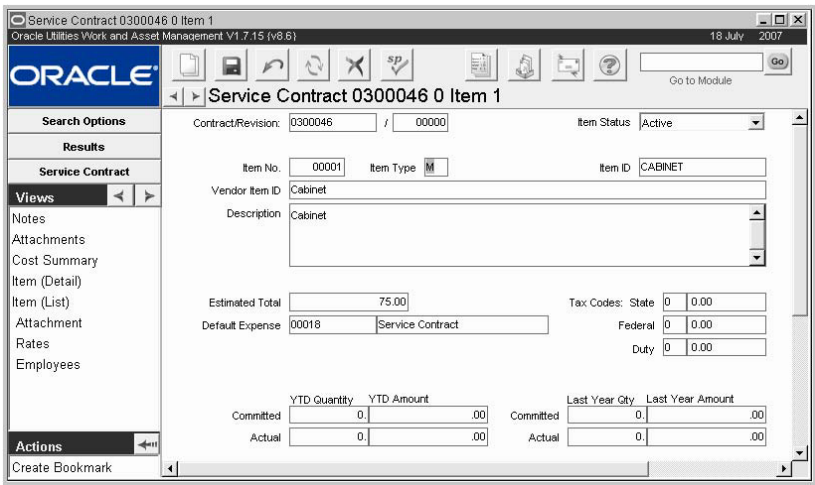 Service Contract 0300046 0 Item 1
Oracle Utilities Work and Asset Management V1.7.15 (v8.6) 18 July 2007
ORACLE
sp
Go
Go to Module
Service Contract 0300046 0 Item 1
Search Options
Results
Service Contract
Views
Notes
Attachments
Cost Summary
Item (Detail)
Item (List)
Attachment
Rates
Employees
Actions
Create Bookmark
Contract/Revision: 0300046 / 00000 Item Status Active
Item No. 00001 Item Type M Item ID CABINET
Vendor Item ID Cabinet
Description Cabinet
Estimated Total 75.00 Tax Codes: State 0 0.00
Default Expense 00018 Service Contract Federal 0 0.00
Duty 0 0.00
YTD Quantity YTD Amount Last Year Qty Last Year Amount
Committed 0. .00 Committed 0. .00
Actual 0. .00 Actual 0. .00